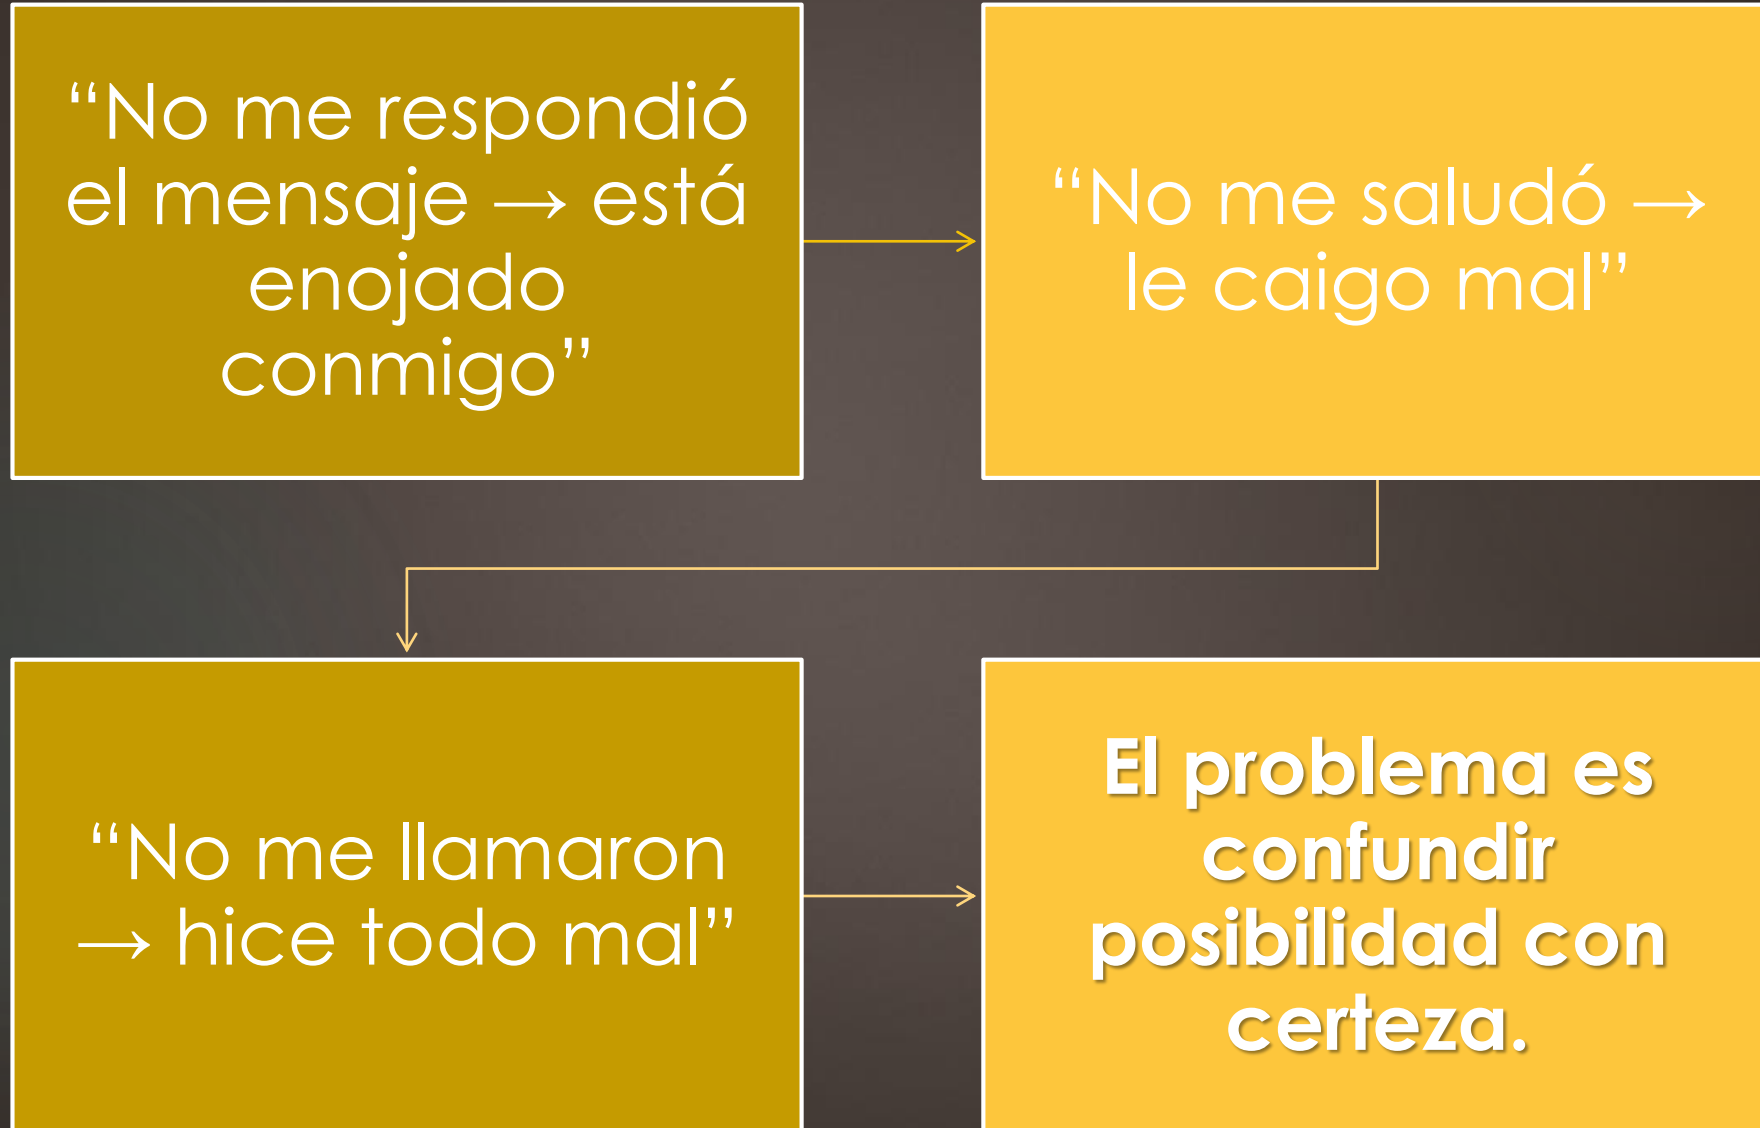 “No me respondió
el mensaje → está
enojado
conmigo”
“No me saludó →
le caigo mal”
“No me llamaron
→ hice todo mal”
El problema es
confundir
posibilidad con
certeza.